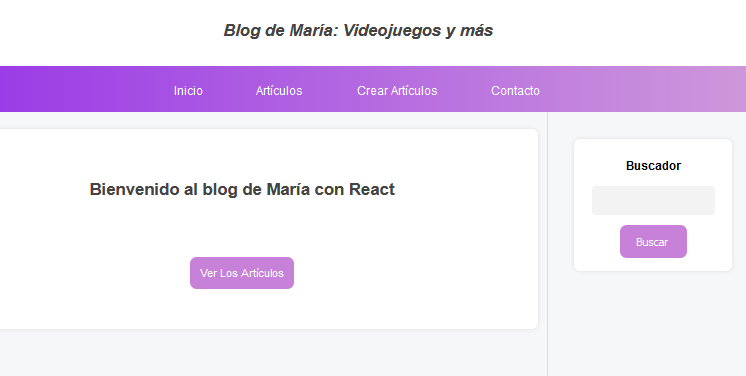 Blog de María: Videojuegos y más
Inicio Artículos Crear Artículos Contacto
Bienvenido al blog de María con React
Ver Los Artículos
Buscador
Buscar